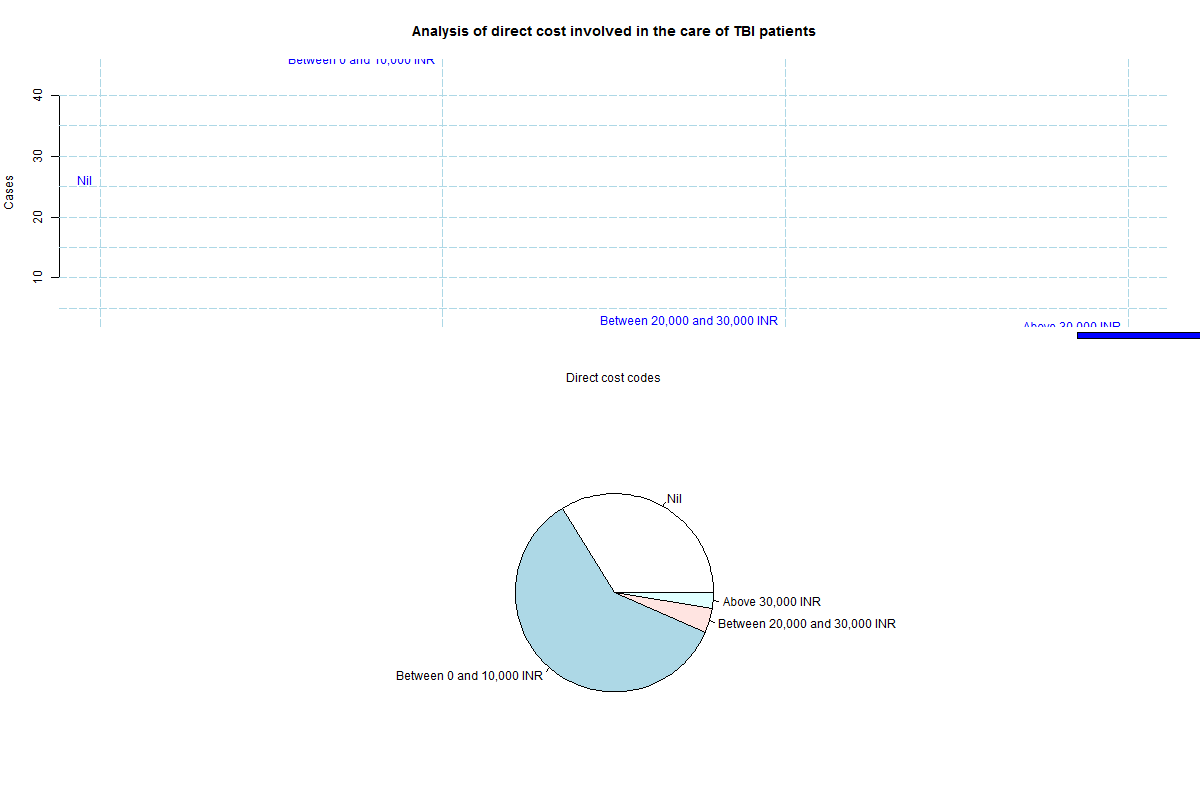 Analysis of direct cost involved in the care of TBI patients
Between 0 and 10,000 INR
40
30
Nil
Cases
20
10
Between 20,000 and 30,000 INR
Above 30,000 INR
Direct cost codes
Nil
Above 30,000 INR
Between 20,000 and 30,000 INR
Between 0 and 10,000 INR